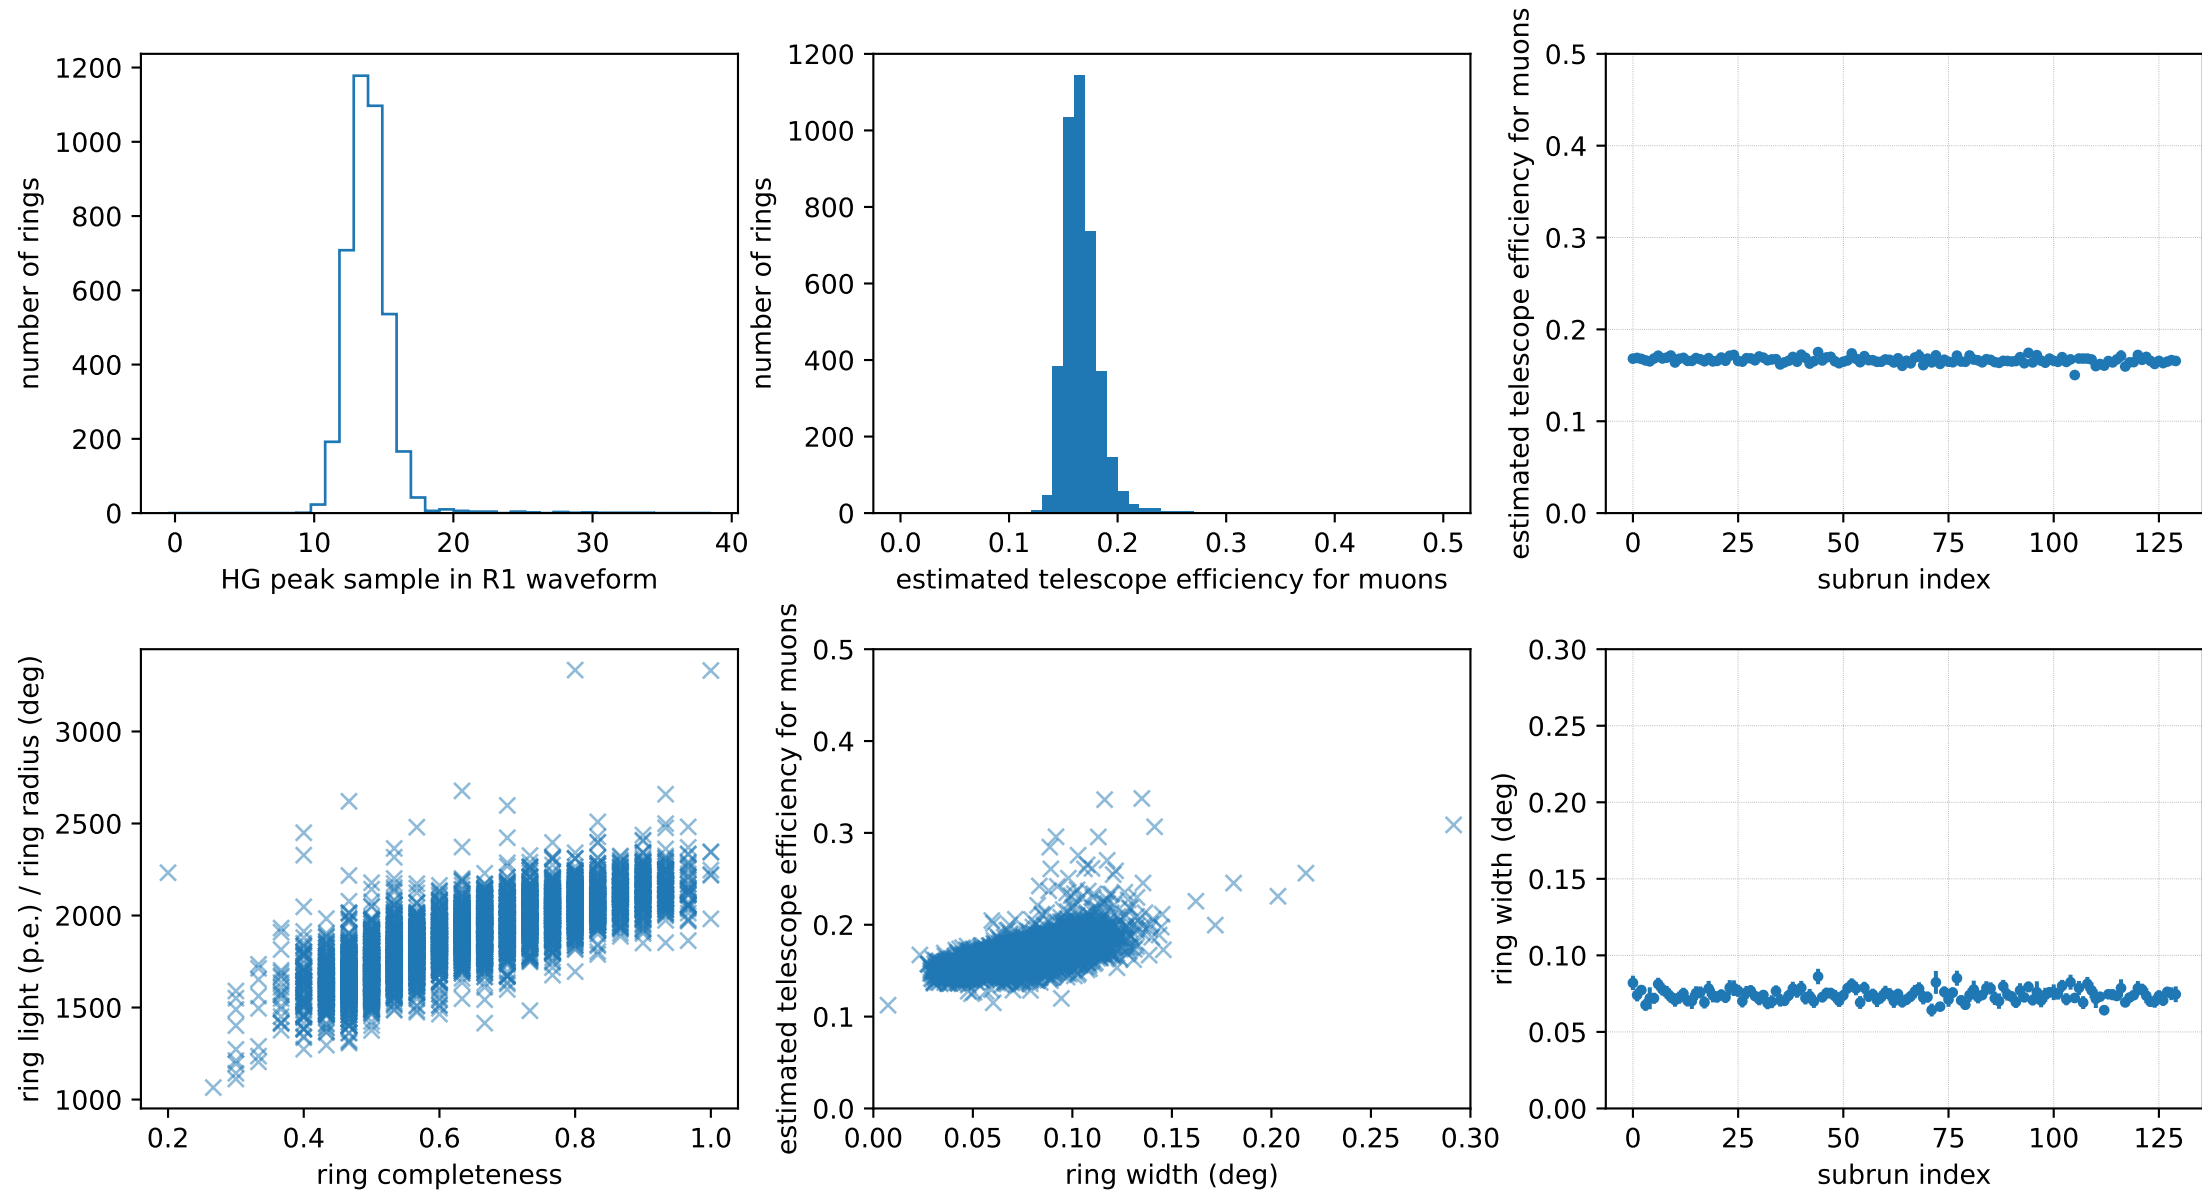 number of rings
1200
1000
800
600
400
200
0
0 10 20 30 40
HG peak sample in R1 waveform
number of rings
1200
1000
800
600
400
200
0
0.0 0.1 0.2 0.3 0.4 0.5
estimated telescope efficiency for muons
estimated telescope efficiency for muons
0.5
0.4
0.3
0.2
0.1
0.0
0 25 50 75 100 125
subrun index
ring light (p.e.) / ring radius (deg)
3000
2500
2000
1500
1000
0.2 0.4 0.6 0.8 1.0
ring completeness
estimated telescope efficiency for muons
0.5
0.4
0.3
0.2
0.1
0.0
0.00 0.05 0.10 0.15 0.20 0.25 0.30
ring width (deg)
ring width (deg)
0.30
0.25
0.20
0.15
0.10
0.05
0.00
0 25 50 75 100 125
subrun index